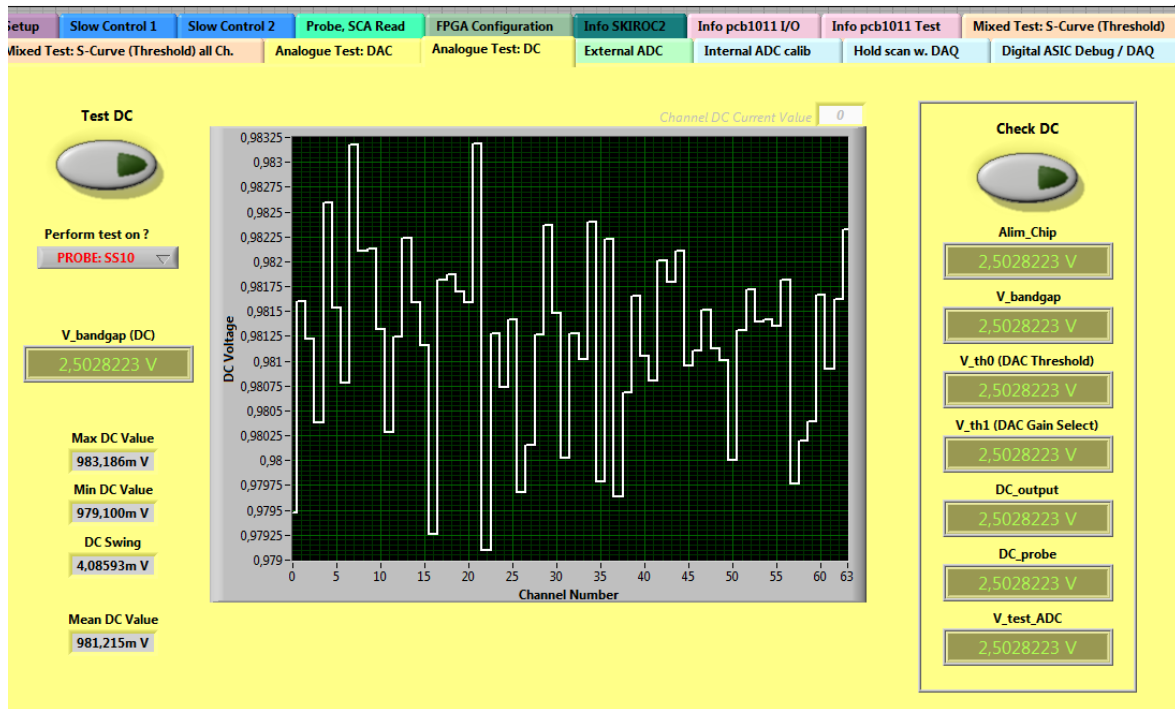 Setup Slow Control 1 Slow Control 2 Probe, SCA Read FPGA Configuration Info SKIROC2 Info pcb1011 I/O Info pcb1011 Test Mixed Test: S-Curve (Threshold)
Mixed Test: S-Curve (Threshold) all Ch. Analogue Test: DAC Analogue Test: DC External ADC Internal ADC calib Hold scan w. DAQ Digital ASIC Debug / DAQ
Test DC
Perform test on ?
PROBE: SS10
V_bandgap (DC)
2,5028223 V
Max DC Value
983,186m V
Min DC Value
979,100m V
DC Swing
4,08593m V
Mean DC Value
981,215m V
Channel DC Current Value 0
DC Voltage
0,98325
0,983
0,98275
0,9825
0,98225
0,982
0,98175
0,9815
0,98125
0,981
0,98075
0,9805
0,98025
0,98
0,97975
0,9795
0,97925
0,979
0 5 10 15 20 25 30 35 40 45 50 55 60 63
Channel Number
Check DC
Alim_Chip
2,5028223 V
V_bandgap
2,5028223 V
V_th0 (DAC Threshold)
2,5028223 V
V_th1 (DAC Gain Select)
2,5028223 V
DC_output
2,5028223 V
DC_probe
2,5028223 V
V_test_ADC
2,5028223 V